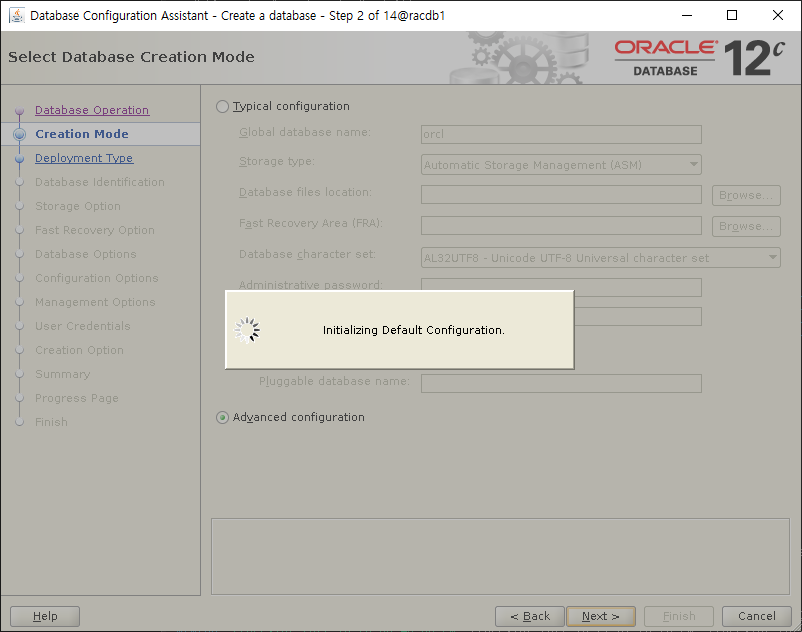 Database Configuration Assistant - Create a database - Step 2 of 14@racdb1
Select Database Creation Mode
ORACLE
DATABASE
12c
Database Operation
Creation Mode
Deployment Type
Database Identification
Storage Option
Fast Recovery Option
Database Options
Configuration Options
Management Options
User Credentials
Creation Option
Summary
Progress Page
Finish
Typical configuration
Global database name:
orcl
Storage type:
Automatic Storage Management (ASM)
Database files location:
Browse...
Fast Recovery Area (FRA):
Browse...
Database character set:
AL32UTF8 - Unicode UTF-8 Universal character set
Administrative password:
Initializing Default Configuration.
Pluggable database name:
Advanced configuration
Help
< Back
Next >
Finish
Cancel